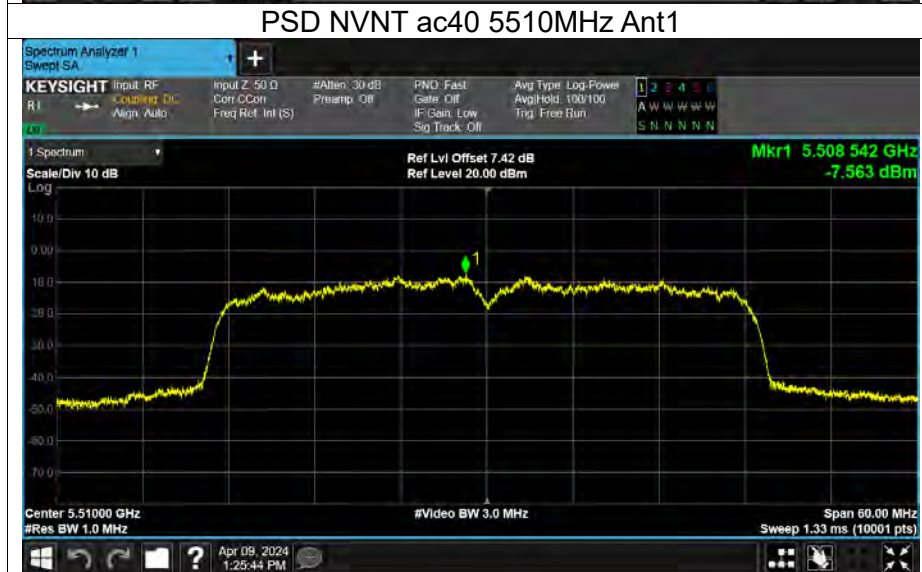 PSD NVNT ac40 5510MHz Ant1
Spectrum Analyzer 1
Swept SA
+
KEYSIGHT Input: RF Input Z: 50 Ω #Atten: 30 dB PNO: Fast Avg Type: Log-Power 1 2 3 4 5 6
Coupling: DC Corr CCorr Preamp: Off Gate: Off Avg|Hold: 100/100 A W W W W W
Align: Auto Freq Ref: Int (S) IF Gain: Low Trig: Free Run
Sig Track: Off S N N N N N
1 Spectrum Ref Lvl Offset 7.42 dB Mkr1 5.508 542 GHz
Scale/Div 10 dB Ref Level 20.00 dBm -7.563 dBm
Log
10.0
0.00
-10.0
-20.0
-30.0
-40.0
-50.0
-60.0
-70.0
1
Center 5.51000 GHz #Video BW 3.0 MHz Span 60.00 MHz
#Res BW 1.0 MHz Sweep 1.33 ms (10001 pts)
? Apr 09, 2024
1:25:44 PM